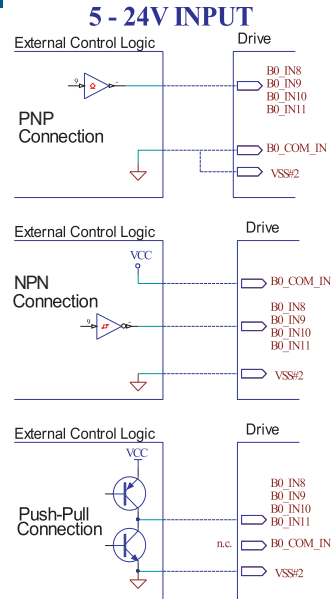 5 - 24V INPUT
External Control Logic
Drive
9
B0_IN8
B0_IN9
B0_IN10
B0_IN11
PNP
Connection
B0_COM_IN
VSS#2
External Control Logic
Drive
VCC
B0_COM_IN
NPN
Connection
9
B0_IN8
B0_IN9
B0_IN10
B0_IN11
VSS#2
External Control Logic
Drive
VCC
B0_IN8
B0_IN9
B0_IN10
B0_IN11
Push-Pull
Connection
n.c.
B0_COM_IN
VSS#2